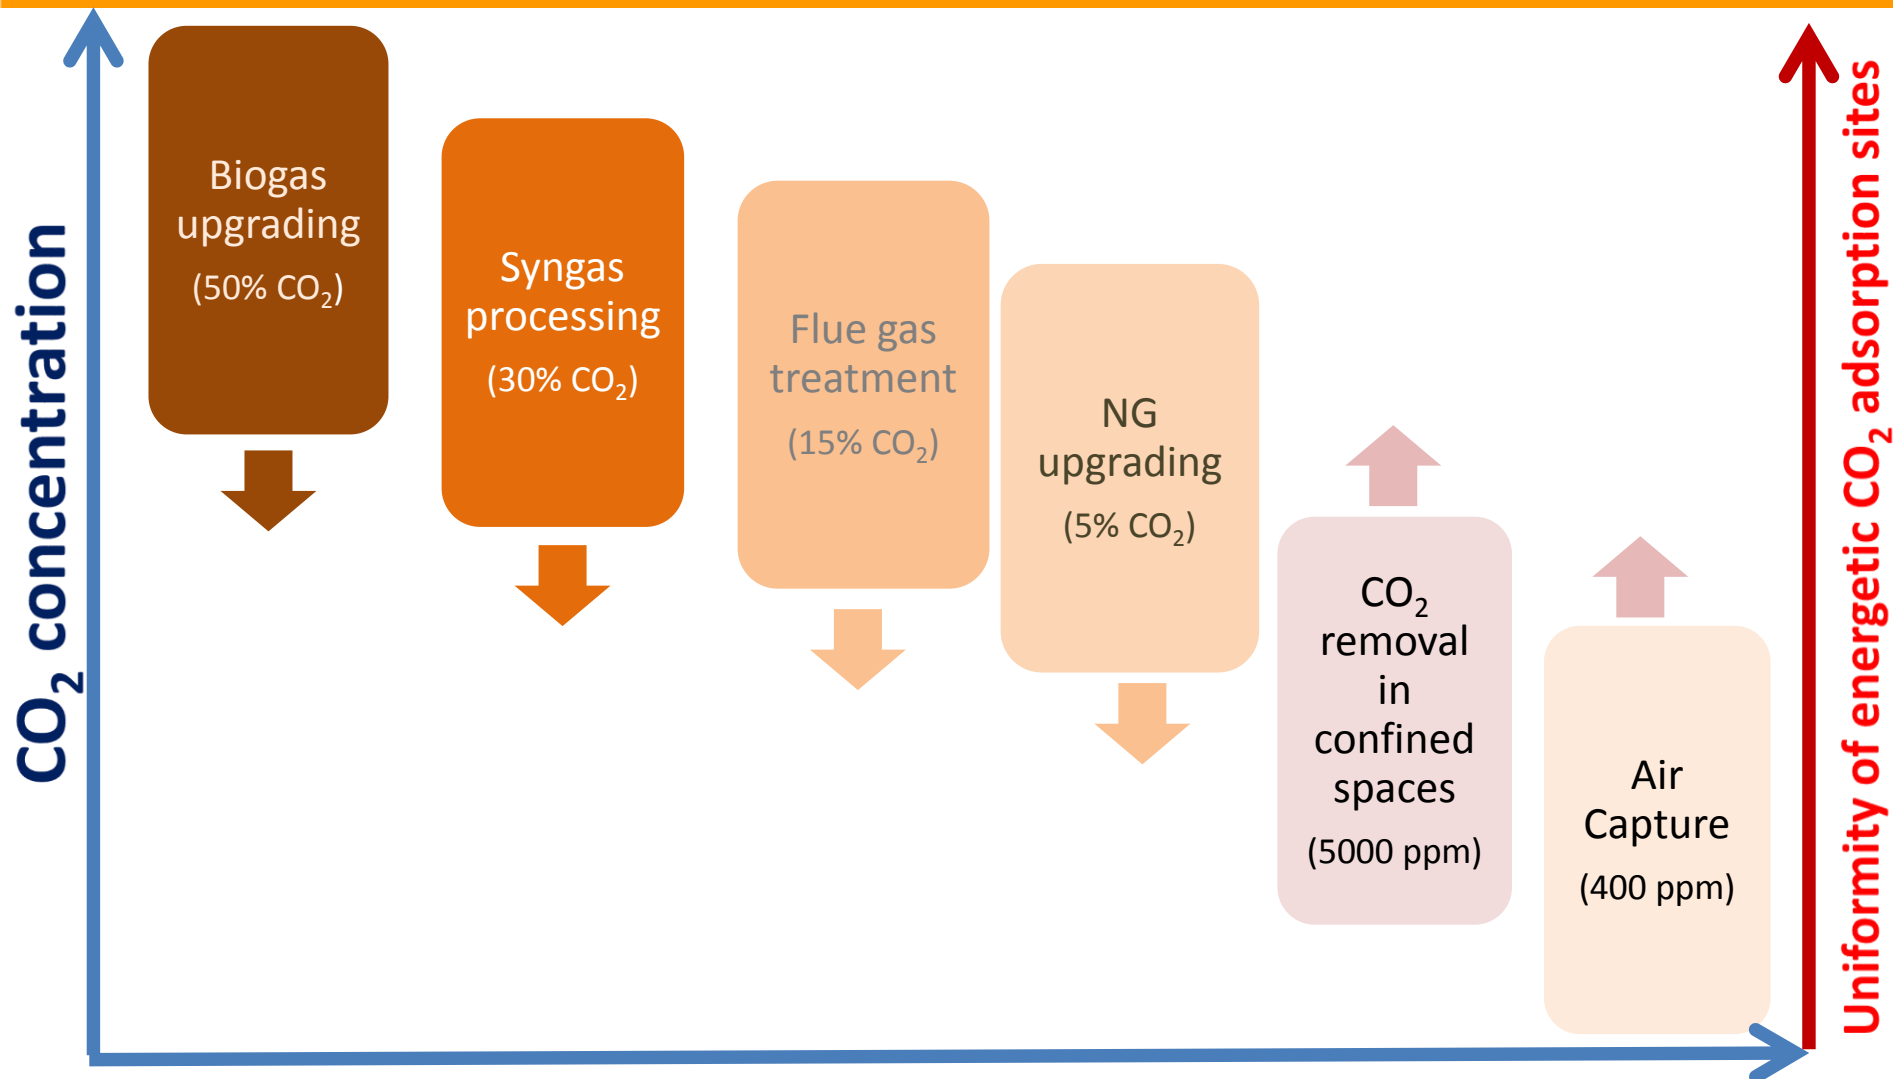 CO₂ concentration
Biogas
upgrading
(50% CO₂)
Syngas
processing
(30% CO₂)
Flue gas
treatment
(15% CO₂)
NG
upgrading
(5% CO₂)
CO₂
removal
in
confined
spaces
(5000 ppm)
Air
Capture
(400 ppm)
Uniformity of energetic CO₂ adsorption sites